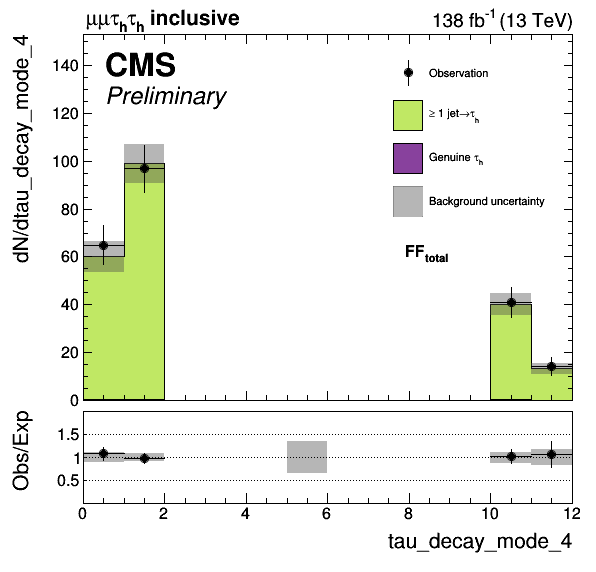 μμτhτh inclusive
138 fb-1 (13 TeV)
CMS
Preliminary
Observation
≥ 1 jet→τh
Genuine τh
Background uncertainty
FFtotal
dN/dtau_decay_mode_4
140
120
100
80
60
40
20
0
Obs/Exp
1.5
1
0.5
0 2 4 6 8 10 12
tau_decay_mode_4